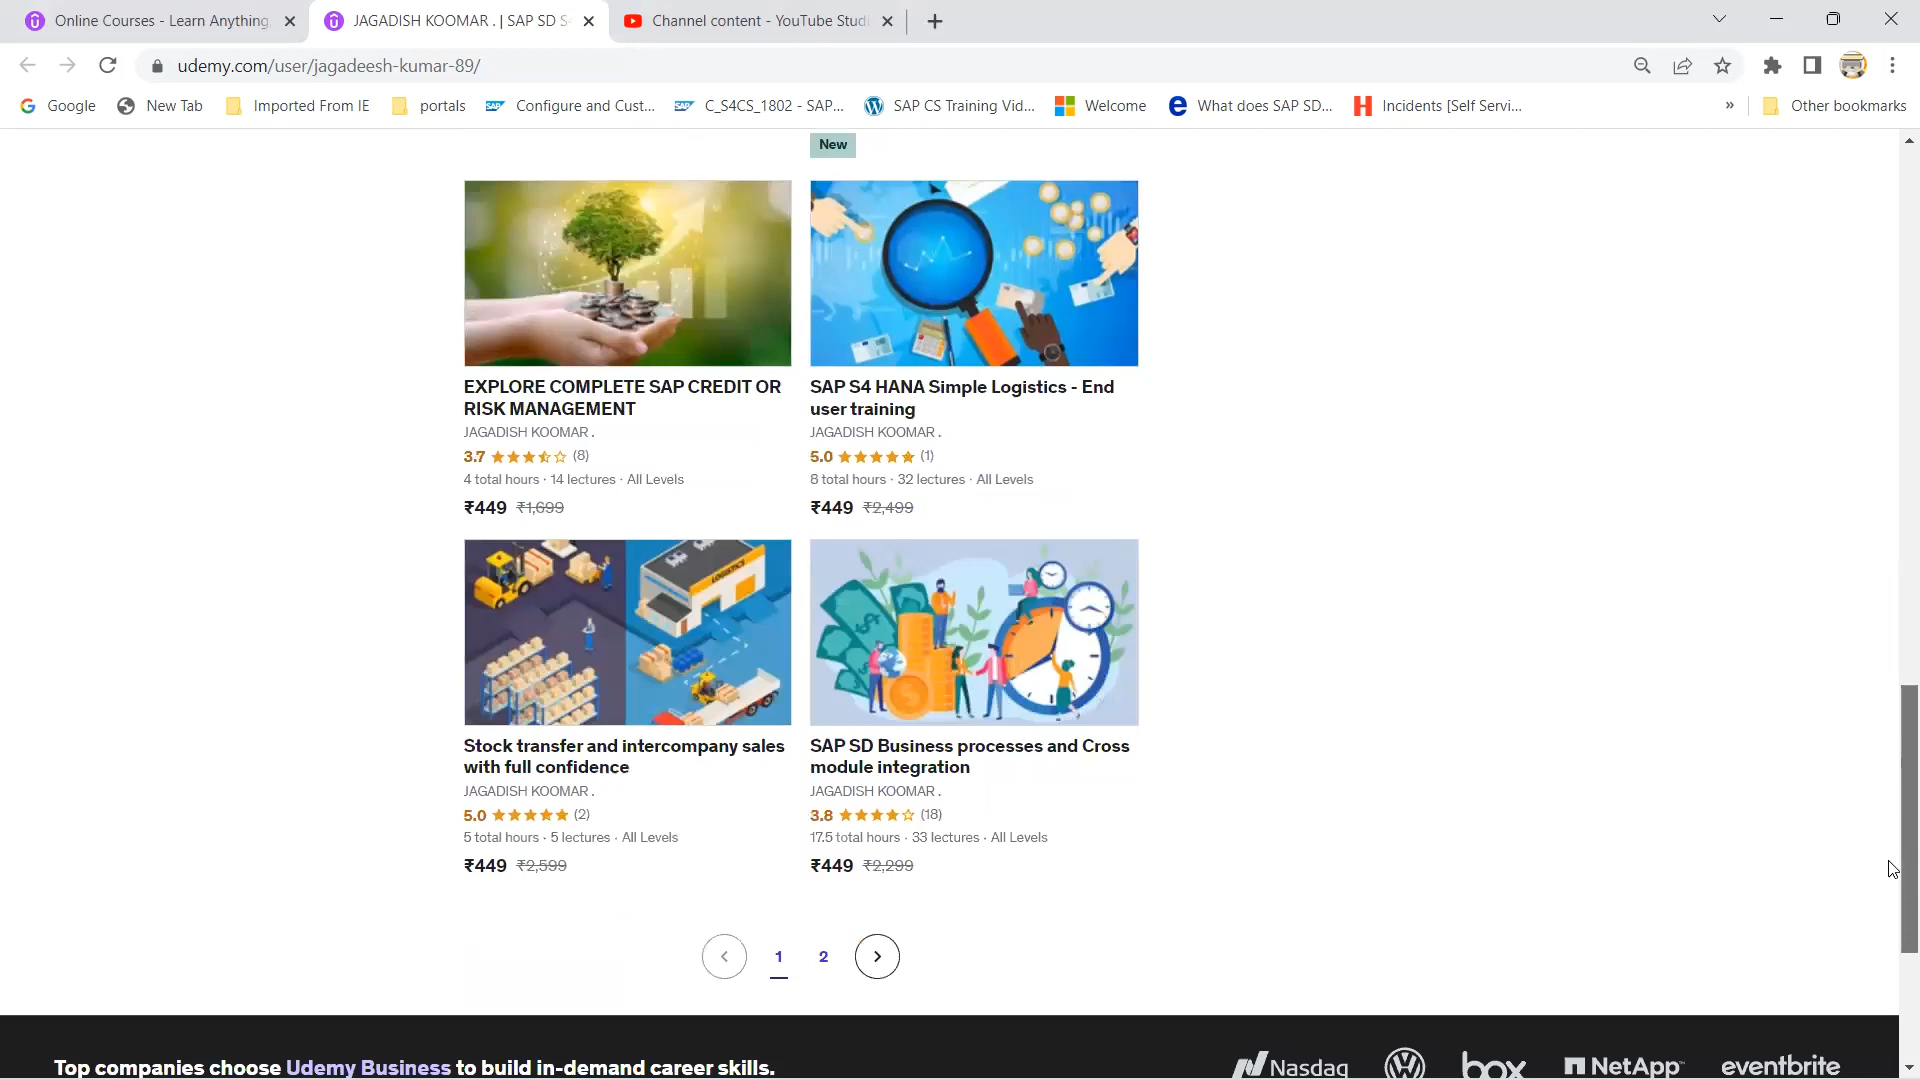 Online Courses - Learn Anything,
JAGADISH KOOMAR . | SAP SD S
Channel content - YouTube Studi
udemy.com/user/jagadeesh-kumar-89/
Google
New Tab
Imported From IE
portals
SAP Configure and Cust...
SAP C_S4CS_1802 - SAP...
SAP CS Training Vid...
Welcome
What does SAP SD...
Incidents [Self Servi...
»
Other bookmarks
New
EXPLORE COMPLETE SAP CREDIT OR
RISK MANAGEMENT
JAGADISH KOOMAR .
3.7 (8)
4 total hours · 14 lectures · All Levels
₹449 ₹1,699
SAP S4 HANA Simple Logistics - End
user training
JAGADISH KOOMAR .
5.0 (1)
8 total hours · 32 lectures · All Levels
₹449 ₹2,499
LOGISTICS
Stock transfer and intercompany sales
with full confidence
JAGADISH KOOMAR .
5.0 (2)
5 total hours · 5 lectures · All Levels
₹449 ₹2,599
SAP SD Business processes and Cross
module integration
JAGADISH KOOMAR .
3.8 (18)
17.5 total hours · 33 lectures · All Levels
₹449 ₹2,299
1 2
Top companies choose Udemy Business to build in-demand career skills.
Nasdaq
box
NetApp
eventbrite